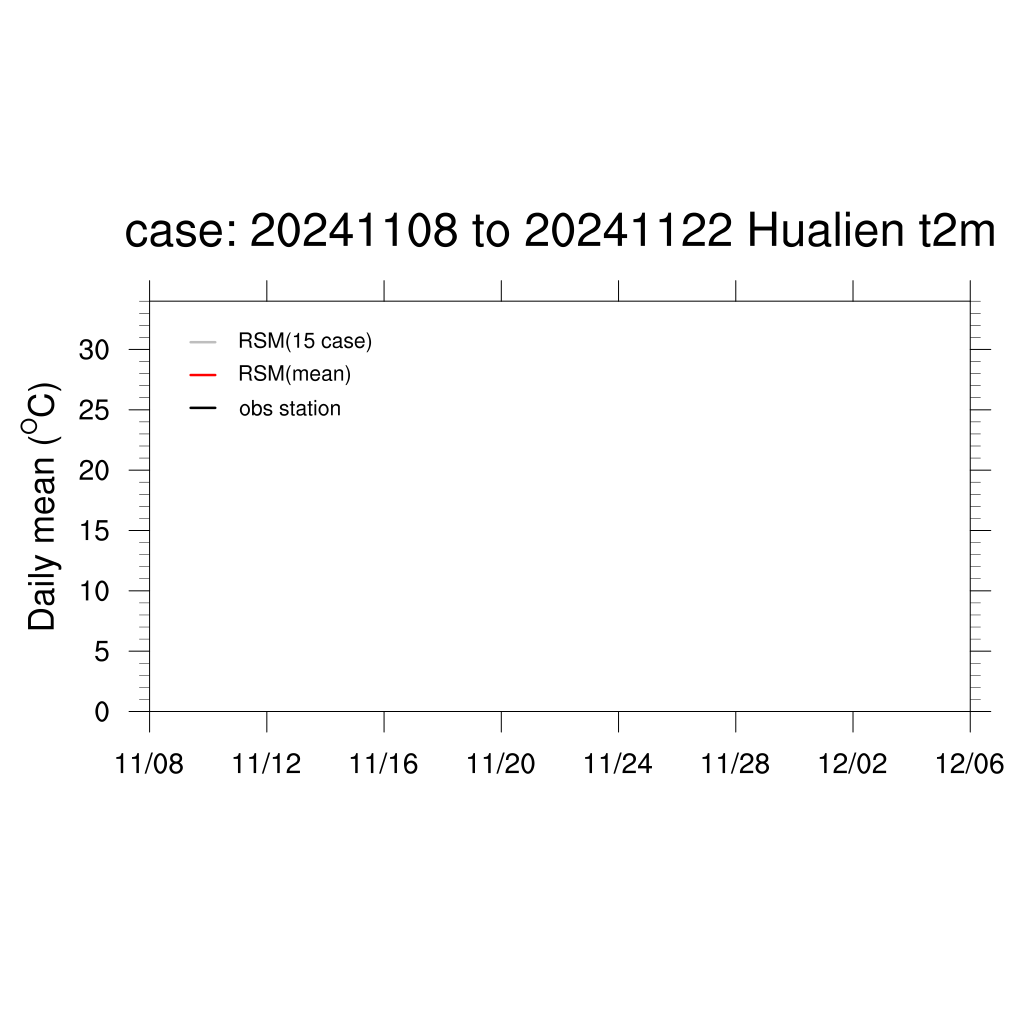 case: 20241108 to 20241122 Hualien t2m
RSM(15 case)
RSM(mean)
obs station
Daily mean (°C)
30
25
20
15
10
5
0
11/08 11/12 11/16 11/20 11/24 11/28 12/02 12/06